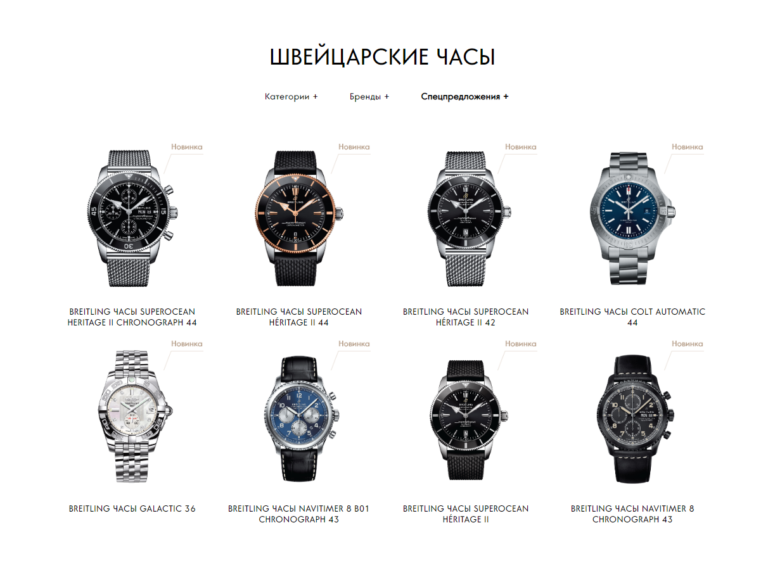 ШВЕЙЦАРСКИЕ ЧАСЫ
Категории +
Бренды +
Спецпредложения +
Новинка
Новинка
Новинка
Новинка
BREITLING ЧАСЫ SUPEROCEAN
HERITAGE II CHRONOGRAPH 44
BREITLING ЧАСЫ SUPEROCEAN
HÉRITAGE II 44
BREITLING ЧАСЫ SUPEROCEAN
HÉRITAGE II 42
BREITLING ЧАСЫ COLT AUTOMATIC
44
Новинка
Новинка
Новинка
Новинка
BREITLING ЧАСЫ GALACTIC 36
BREITLING ЧАСЫ NAVITIMER 8 B01
CHRONOGRAPH 43
BREITLING ЧАСЫ SUPEROCEAN
HÉRITAGE II
BREITLING ЧАСЫ NAVITIMER 8
CHRONOGRAPH 43